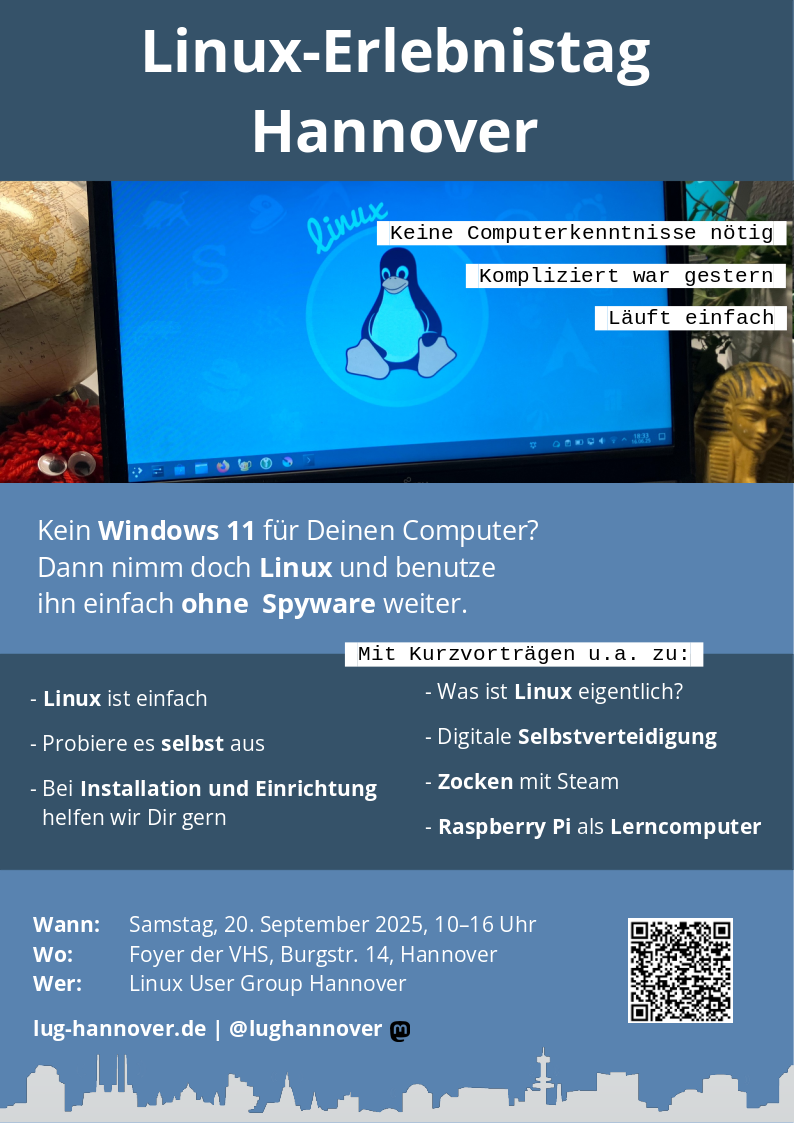 Linux-Erlebnistag
Hannover
linux
Keine Computerkenntnisse nötig
Kompliziert war gestern
Läuft einfach
S
18:33
Kein Windows 11 für Deinen Computer?
Dann nimm doch Linux und benutze
ihn einfach ohne Spyware weiter.
Mit Kurzvorträgen u.a. zu:
- Linux ist einfach
- Probiere es selbst aus
- Bei Installation und Einrichtung
helfen wir Dir gern
- Was ist Linux eigentlich?
- Digitale Selbstverteidigung
- Zocken mit Steam
- Raspberry Pi als Lerncomputer
Wann: Samstag, 20. September 2025, 10–16 Uhr
Wo: Foyer der VHS, Burgstr. 14, Hannover
Wer: Linux User Group Hannover
lug-hannover.de | @lughannover